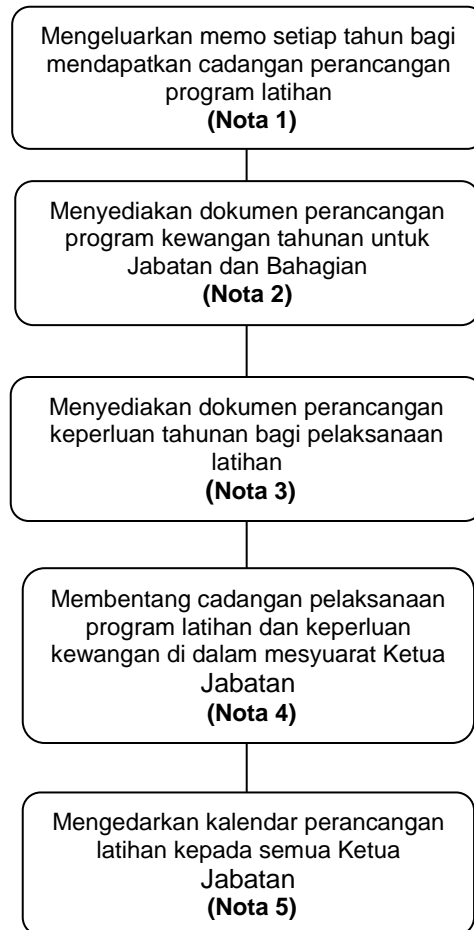 Mengeluarkan memo setiap tahun bagi
mendapatkan cadangan perancangan
program latihan
(Nota 1)
Menyediakan dokumen perancangan
program kewangan tahunan untuk
Jabatan dan Bahagian
(Nota 2)
Menyediakan dokumen perancangan
keperluan tahunan bagi pelaksanaan
latihan
(Nota 3)
Membentang cadangan pelaksanaan
program latihan dan keperluan
kewangan di dalam mesyuarat Ketua
Jabatan
(Nota 4)
Mengedarkan kalendar perancangan
latihan kepada semua Ketua
Jabatan
(Nota 5)